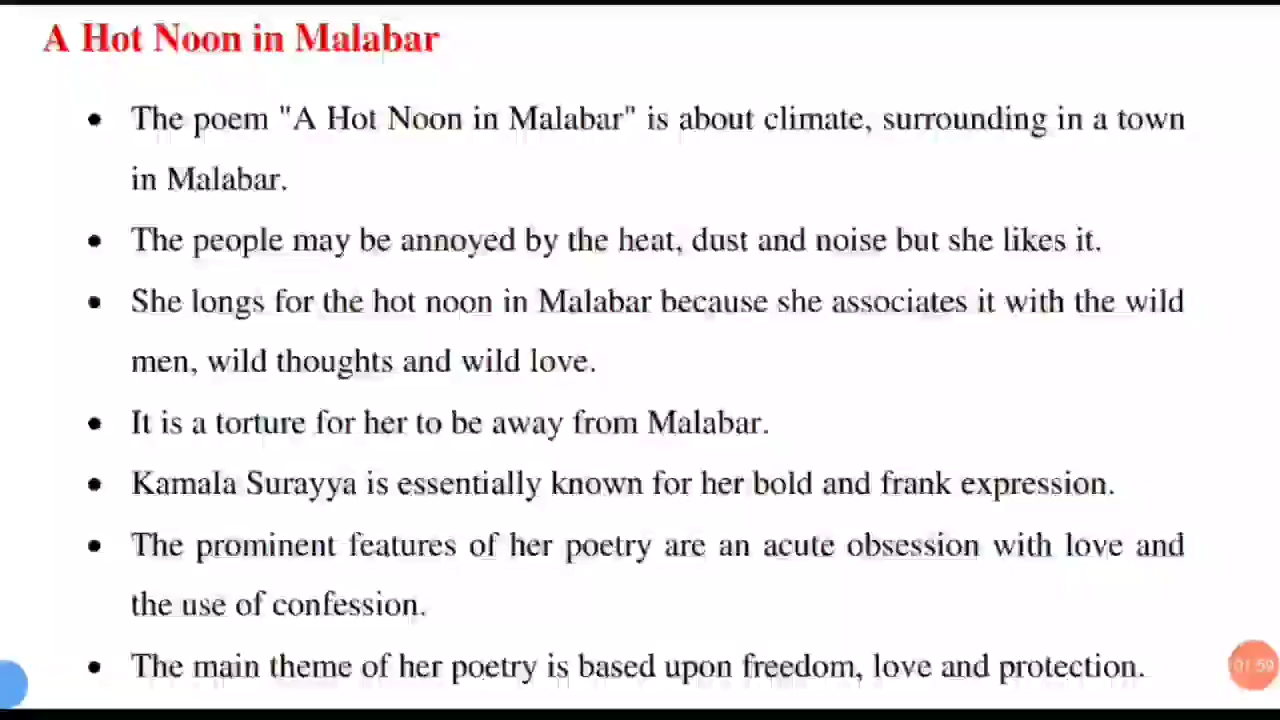 A Hot Noon in Malabar
• The poem "A Hot Noon in Malabar" is about climate, surrounding in a town
in Malabar.
• The people may be annoyed by the heat, dust and noise but she likes it.
• She longs for the hot noon in Malabar because she associates it with the wild
men, wild thoughts and wild love.
• It is a torture for her to be away from Malabar.
• Kamala Surayya is essentially known for her bold and frank expression.
• The prominent features of her poetry are an acute obsession with love and
the use of confession.
• The main theme of her poetry is based upon freedom, love and protection.
01:59